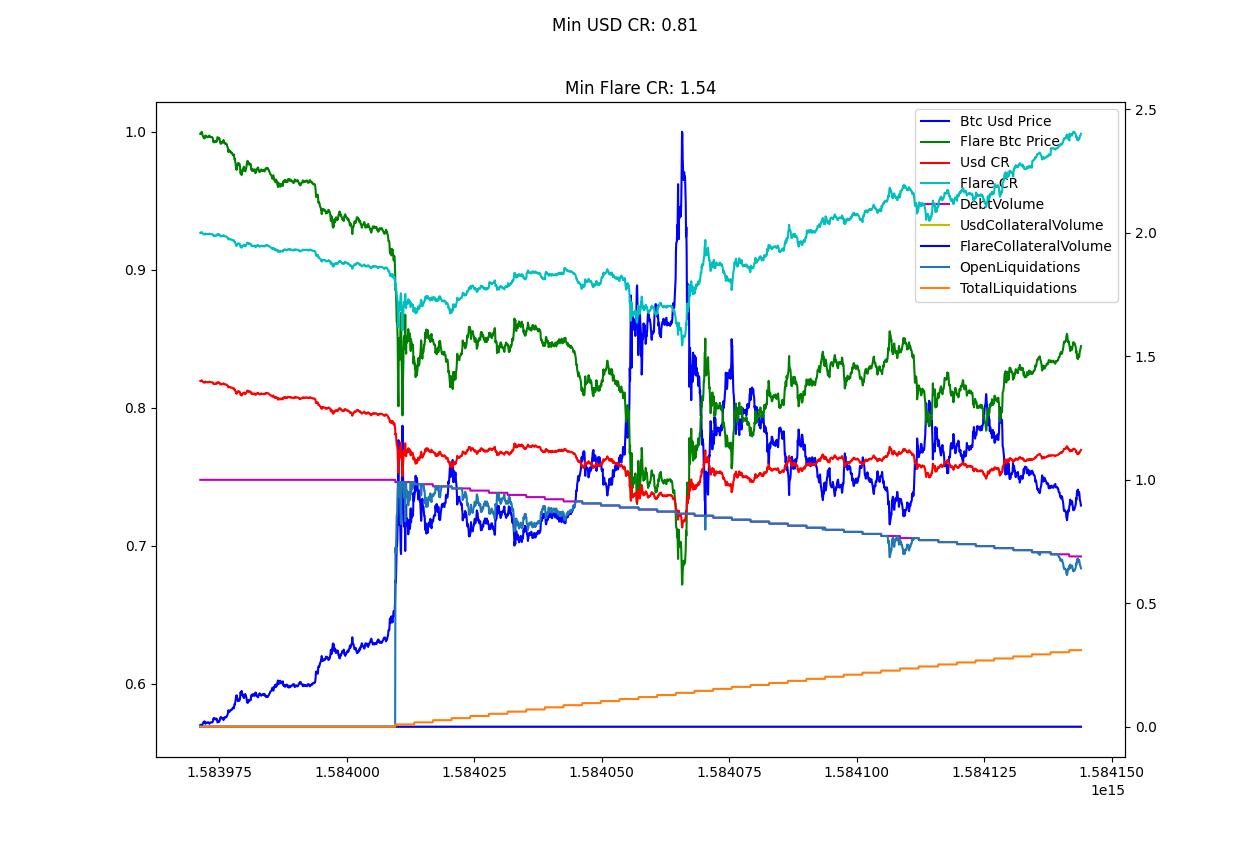 Min USD CR: 0.81
Min Flare CR: 1.54
1.0
0.9
0.8
0.7
0.6
2.5
2.0
1.5
1.0
0.5
0.0
Btc Usd Price
Flare Btc Price
Usd CR
Flare CR
DebtVolume
UsdCollateralVolume
FlareCollateralVolume
OpenLiquidations
TotalLiquidations
1.583975 1.584000 1.584025 1.584050 1.584075 1.584100 1.584125 1.584150
1e15